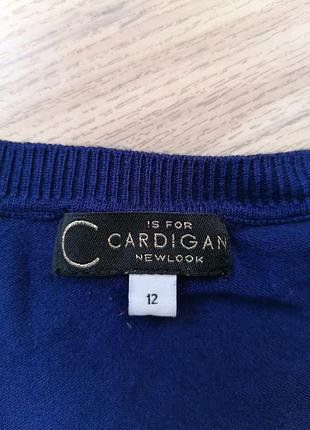 C IS FOR
CARDIGAN
NEWLOOK
12